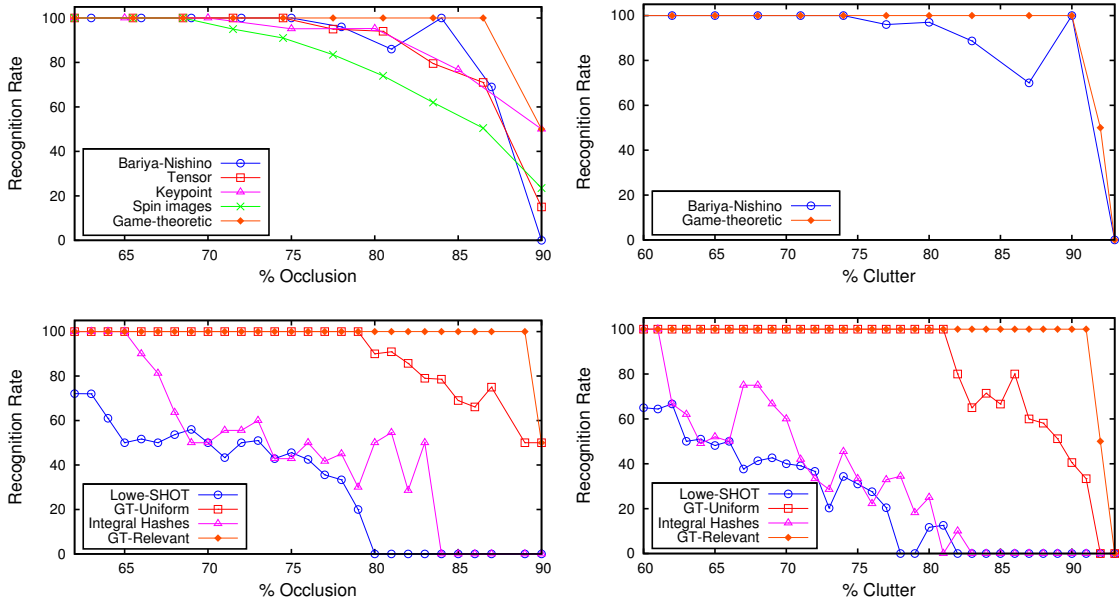 100
80
60
40
20
0
Recognition Rate
Bariya-Nishino
Tensor
Keypoint
Spin images
Game-theoretic
65 70 75 80 85 90
% Occlusion
100
80
60
40
20
0
Recognition Rate
Bariya-Nishino
Game-theoretic
60 65 70 75 80 85 90
% Clutter
100
80
60
40
20
0
Recognition Rate
Lowe-SHOT
GT-Uniform
Integral Hashes
GT-Relevant
65 70 75 80 85 90
% Occlusion
100
80
60
40
20
0
Recognition Rate
Lowe-SHOT
GT-Uniform
Integral Hashes
GT-Relevant
60 65 70 75 80 85 90
% Clutter